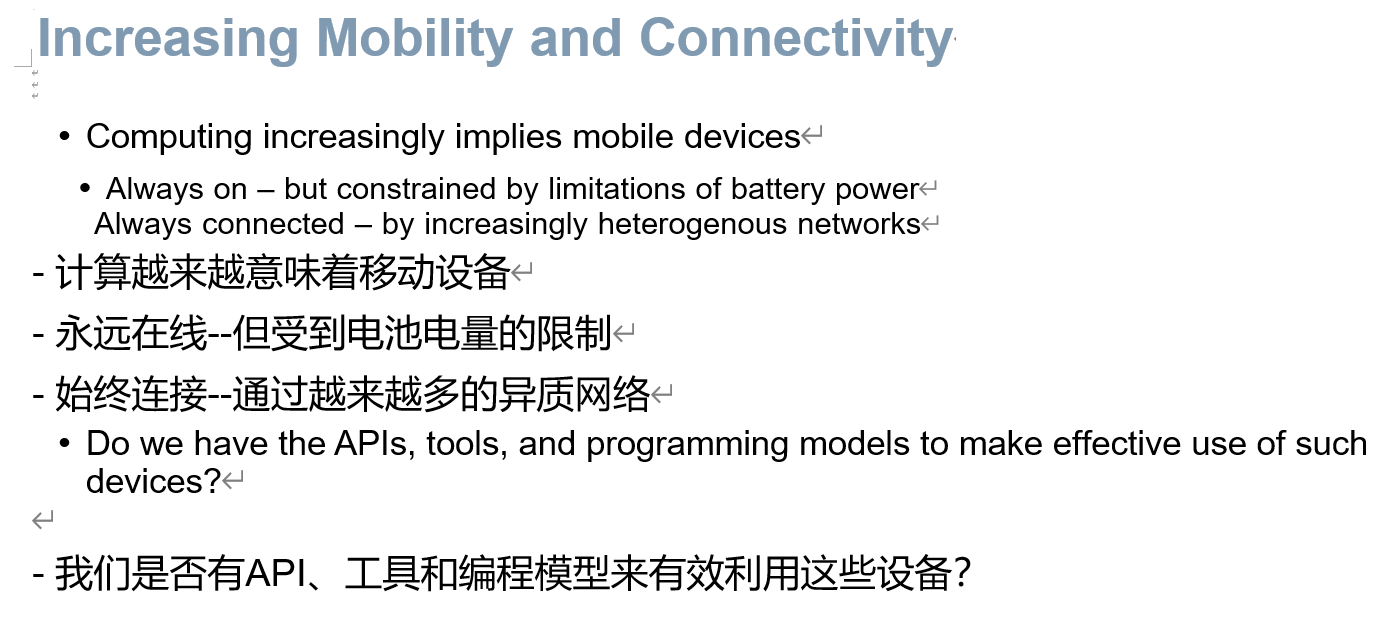 Increasing Mobility and Connectivity
• Computing increasingly implies mobile devices
• Always on – but constrained by limitations of battery power
Always connected – by increasingly heterogenous networks
- 计算越来越意味着移动设备
- 永远在线--但受到电池电量的限制
- 始终连接--通过越来越多的异质网络
• Do we have the APIs, tools, and programming models to make effective use of such
devices?
- 我们是否有API、工具和编程模型来有效利用这些设备?